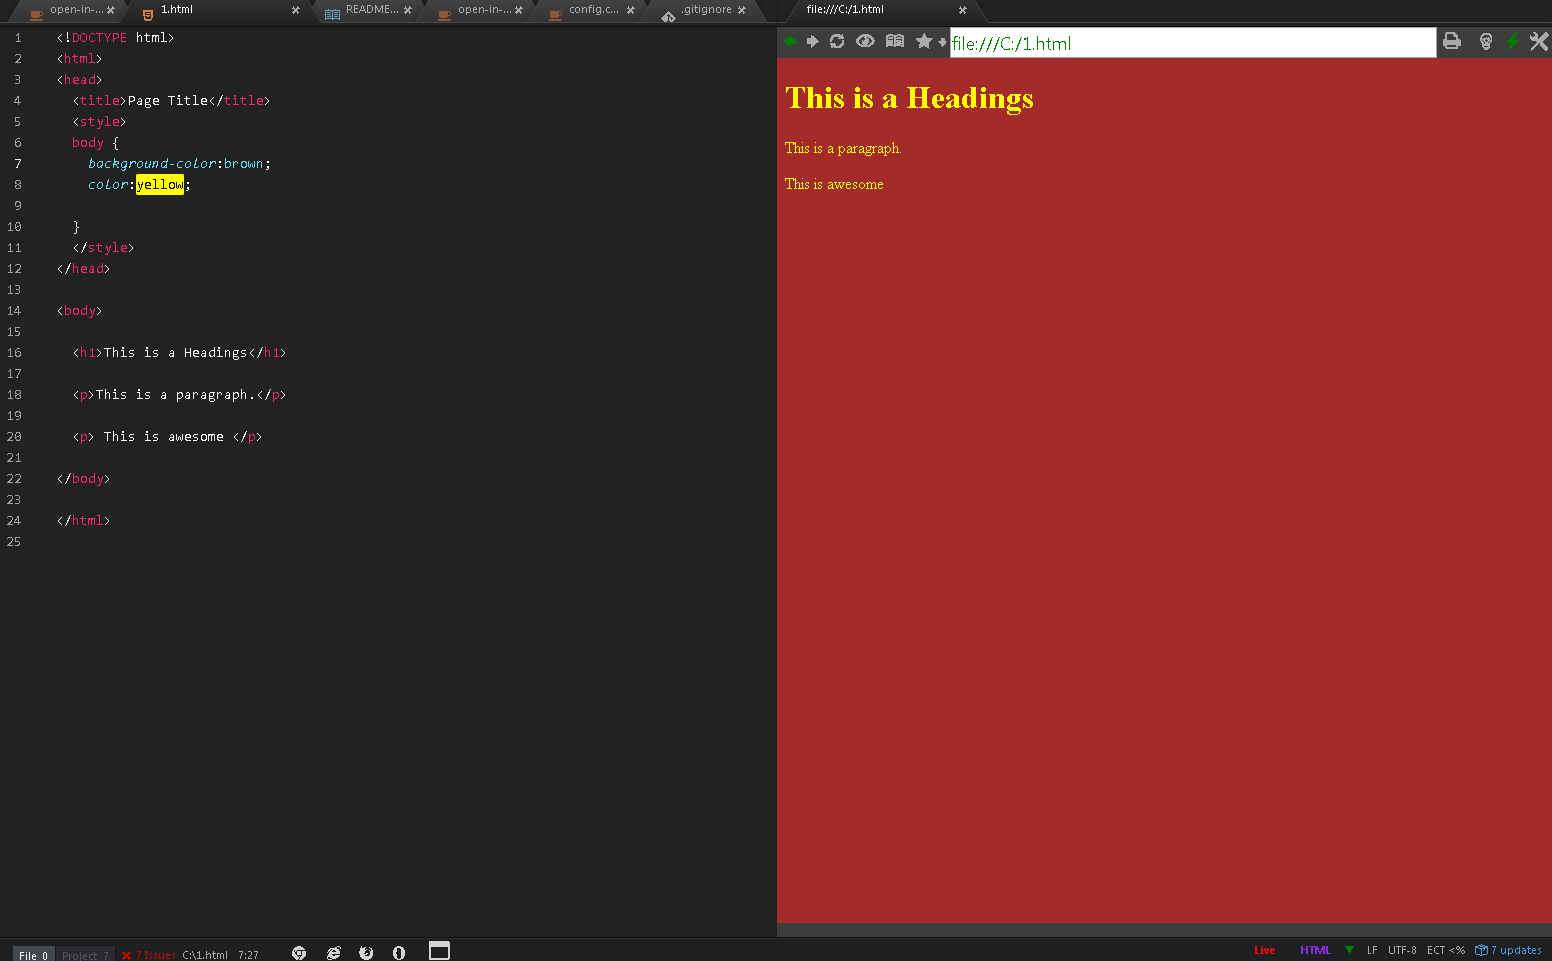 open-in-... 1.html README... open-in-... config.c... .gitignore file:///C:/1.html
file:///C:/1.html
1 <!DOCTYPE html>
2 <html>
3 <head>
4 <title>Page Title</title>
5 <style>
6 body {
7 background-color:brown;
8 color:yellow;
9
10 }
11 </style>
12 </head>
13
14 <body>
15
16 <h1>This is a Headings</h1>
17
18 <p>This is a paragraph.</p>
19
20 <p> This is awesome </p>
21
22 </body>
23
24 </html>
25
This is a Headings
This is a paragraph.
This is awesome
File 0 Project 7 7 Issues C:\1.html 7:27 Live HTML LF UTF-8 ECT <% 7 updates